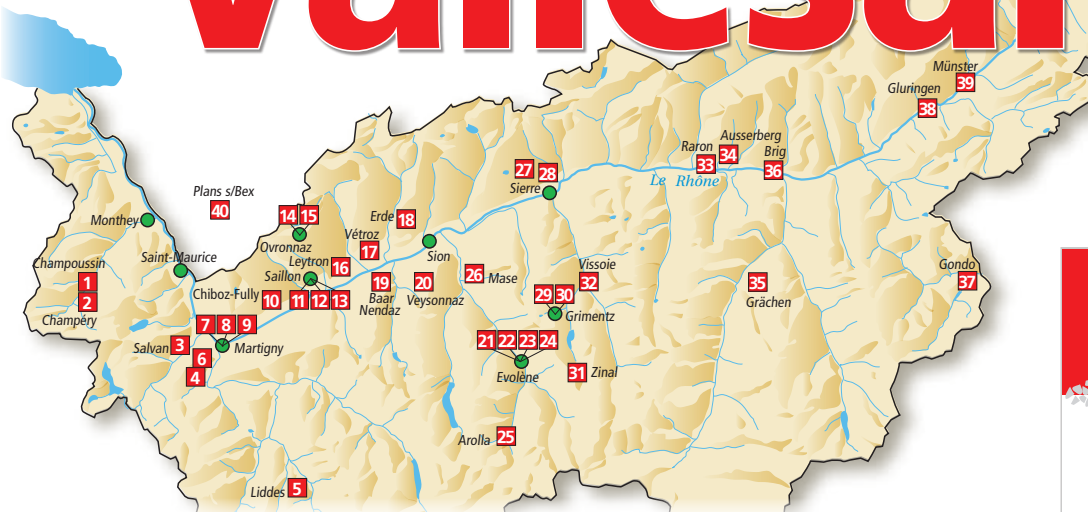 Münster
39
Gluringen
38
Ausserberg
34
Raron
33
Brig
36
Le Rhône
27 28
Sierre
Plans s/Bex
40
Monthey
14 15
Ovronnaz
Erde 18
Vétroz
17
Sion
Saint-Maurice
Champoussin
1
2
Champéry
Leytron
16
Saillon
Chiboz-Fully 10
11 12 13
19
Baar
Nendaz
20
Veysonnaz
26 Mase
Vissoie
32
29 30
Grimentz
35
Grächen
Gondo
37
7 8 9
Martigny
Salvan 3
6
4
21 22 23 24
Evolène
31 Zinal
Arolla 25
Liddes 5